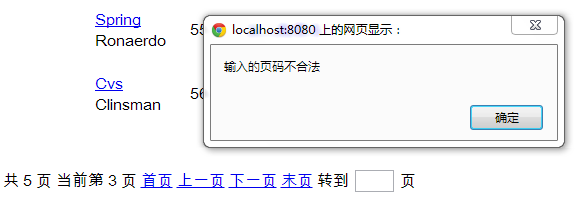 Spring
Ronaerdo 55
localhost:8080 上的网页显示：
输入的页码不合法
Cvs
Clinsman 56
确定
共 5 页 当前第 3 页 首页 上一页 下一页 末页 转到 页